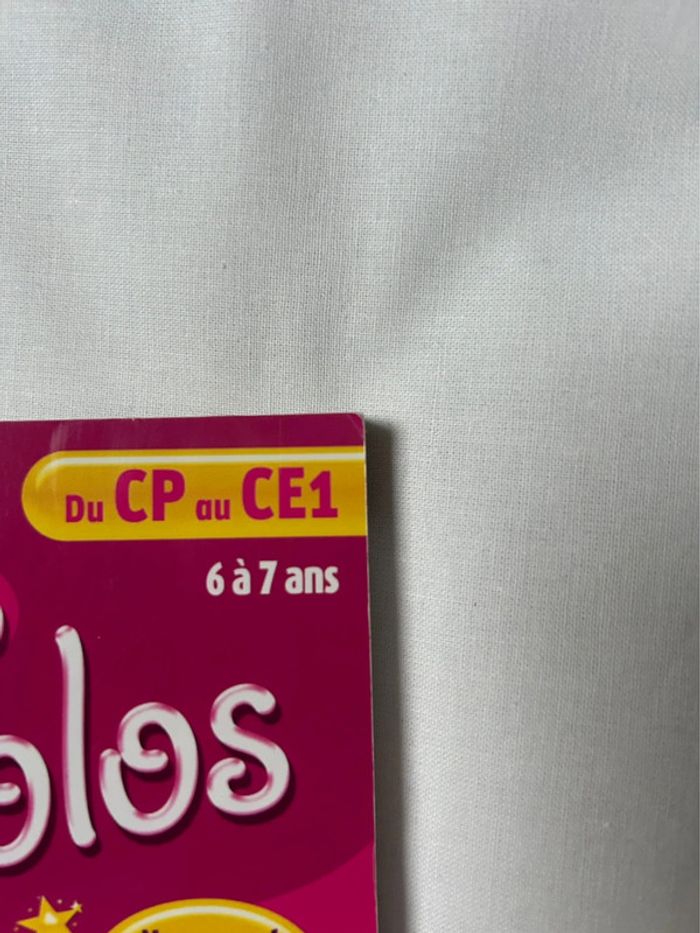 Du CP au CE1
6 à 7 ans
olos